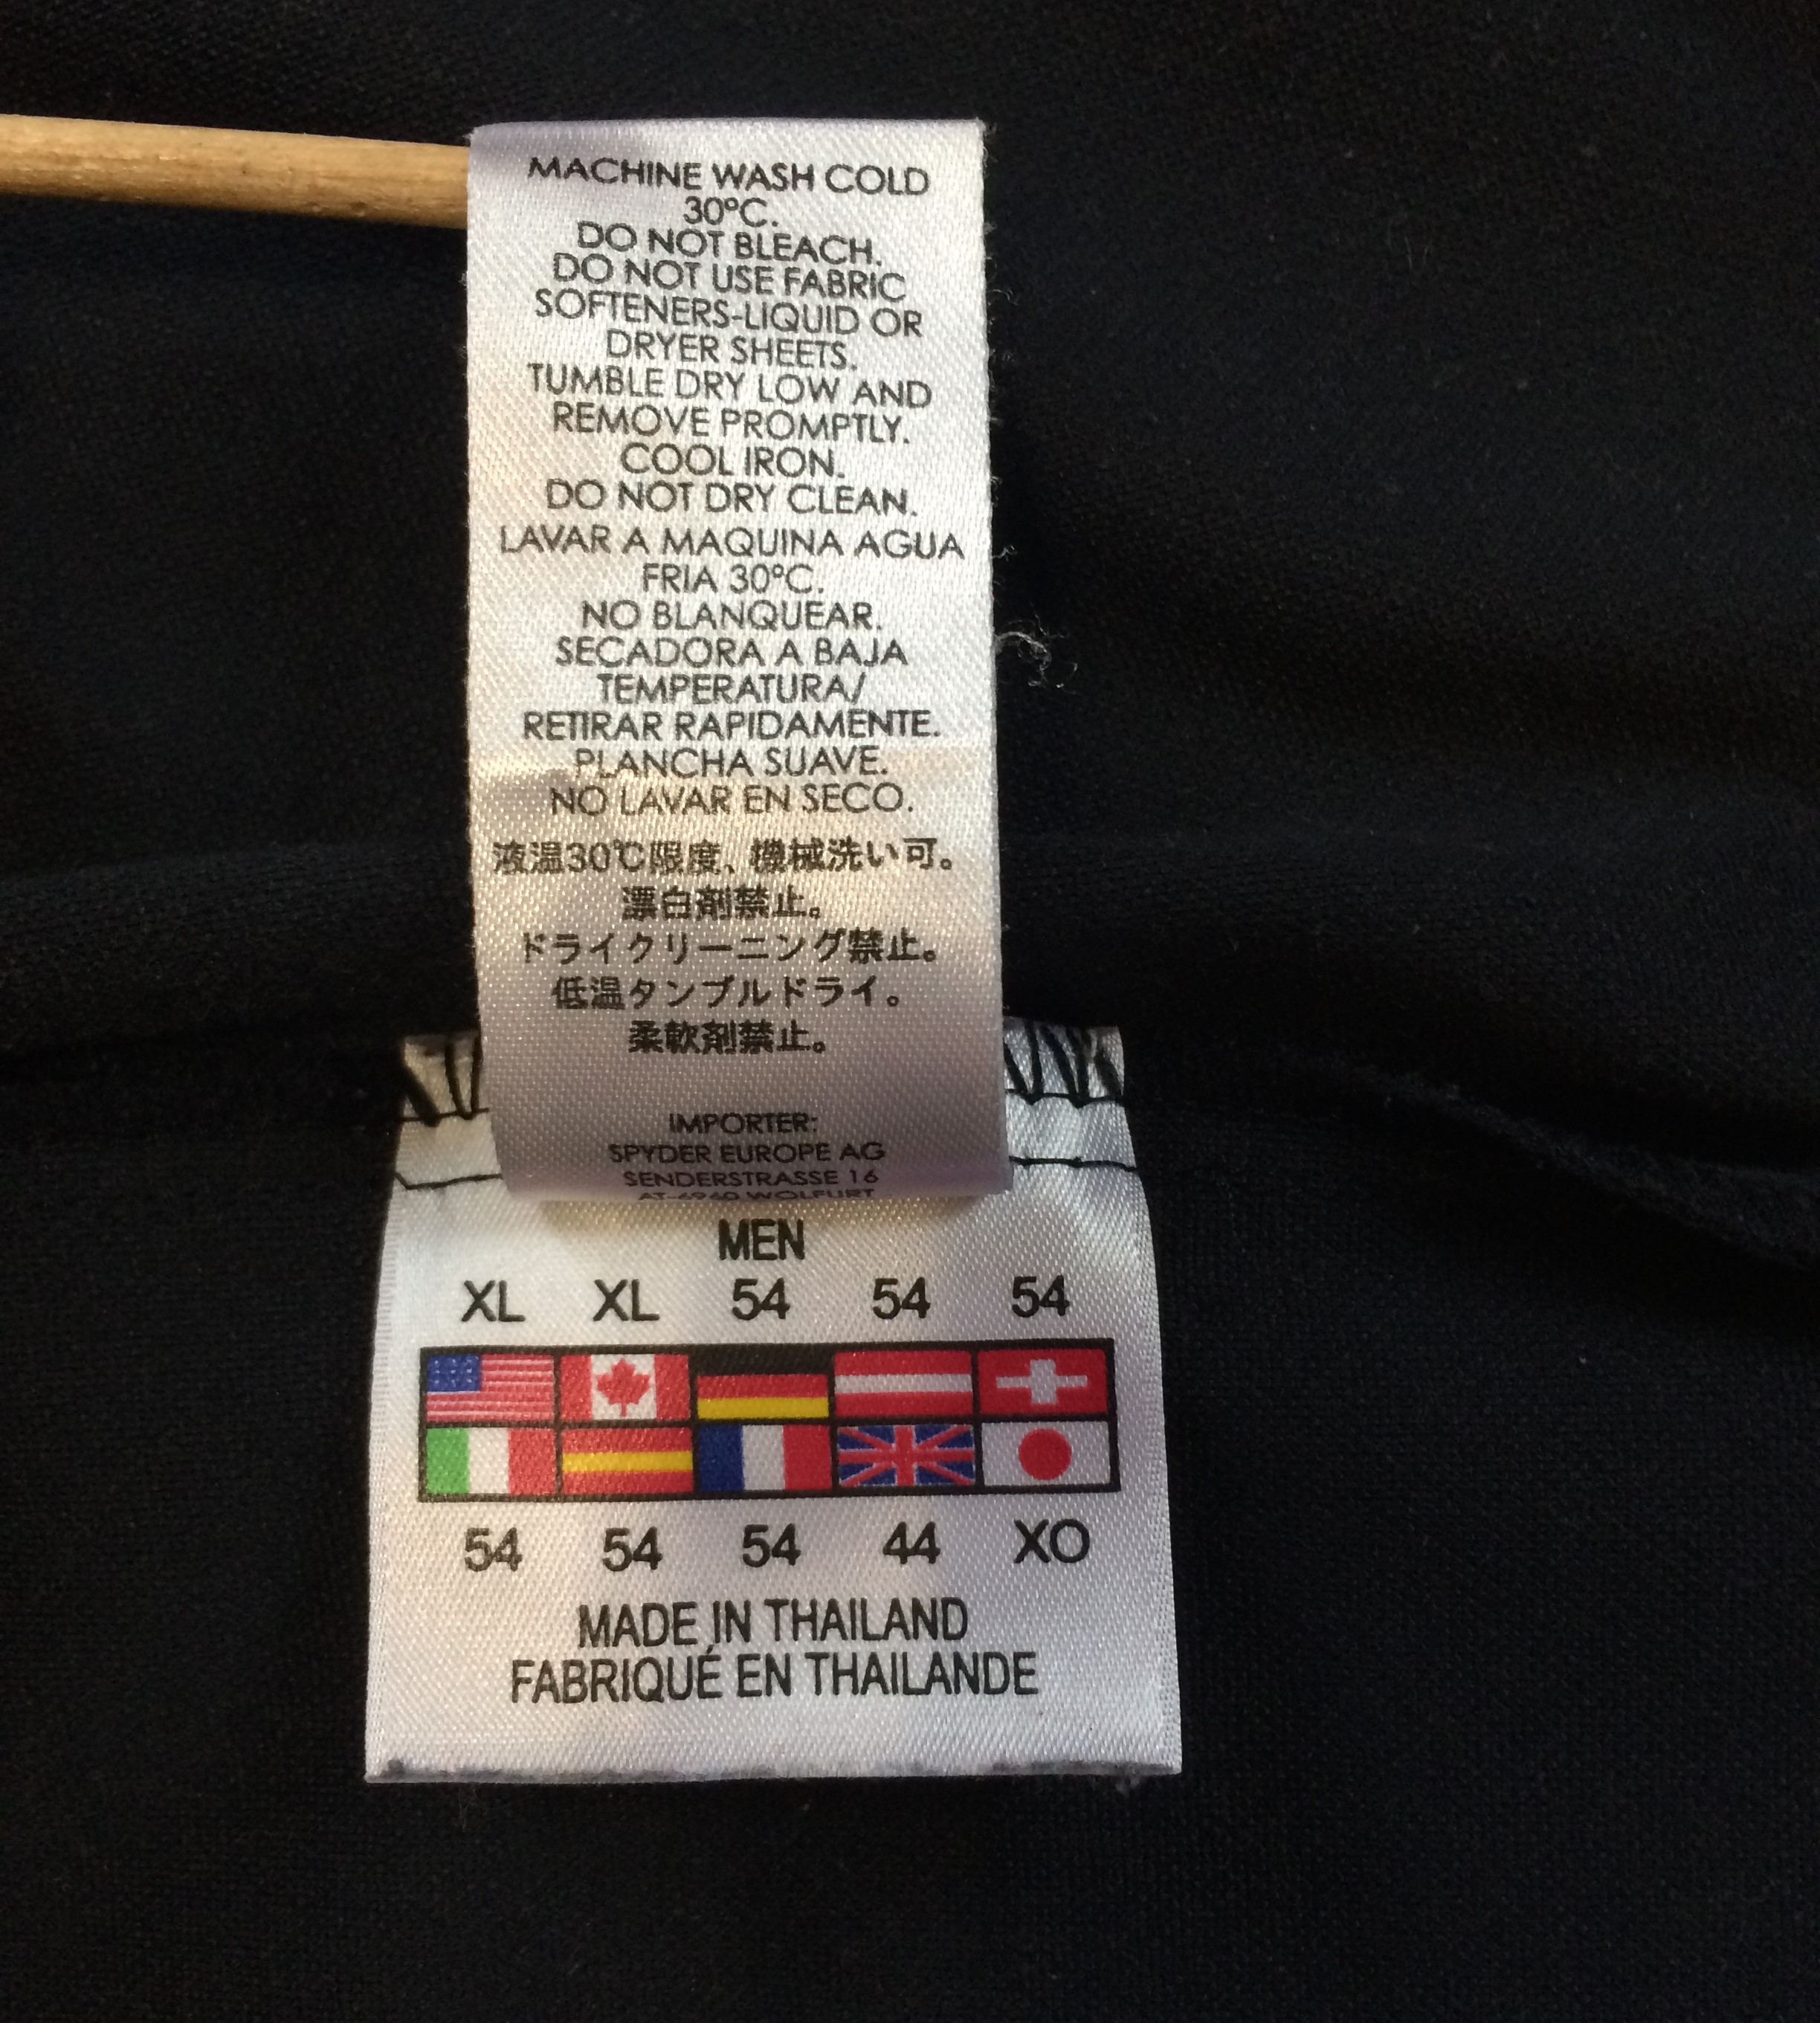 MACHINE WASH COLD
30°C.
DO NOT BLEACH.
DO NOT USE FABRIC
SOFTENERS-LIQUID OR
DRYER SHEETS.
TUMBLE DRY LOW AND
REMOVE PROMPTLY.
COOL IRON.
DO NOT DRY CLEAN.
LAVAR A MAQUINA AGUA
FRIA 30°C.
NO BLANQUEAR.
SECADORA A BAJA
TEMPERATURA/
RETIRAR RAPIDAMENTE.
PLANCHA SUAVE.
NO LAVAR EN SECO.
液温30℃限度、機械洗い可。
漂白剤禁止。
ドライクリーニング禁止。
低温タンブルドライ。
柔軟剤禁止。
IMPORTER:
SPYDER EUROPE AG
SENDERSTRASSE 16
AT-6960 WOLFURT
MEN
XL XL 54 54 54
54 54 54 44 XO
MADE IN THAILAND
FABRIQUÉ EN THAILANDE